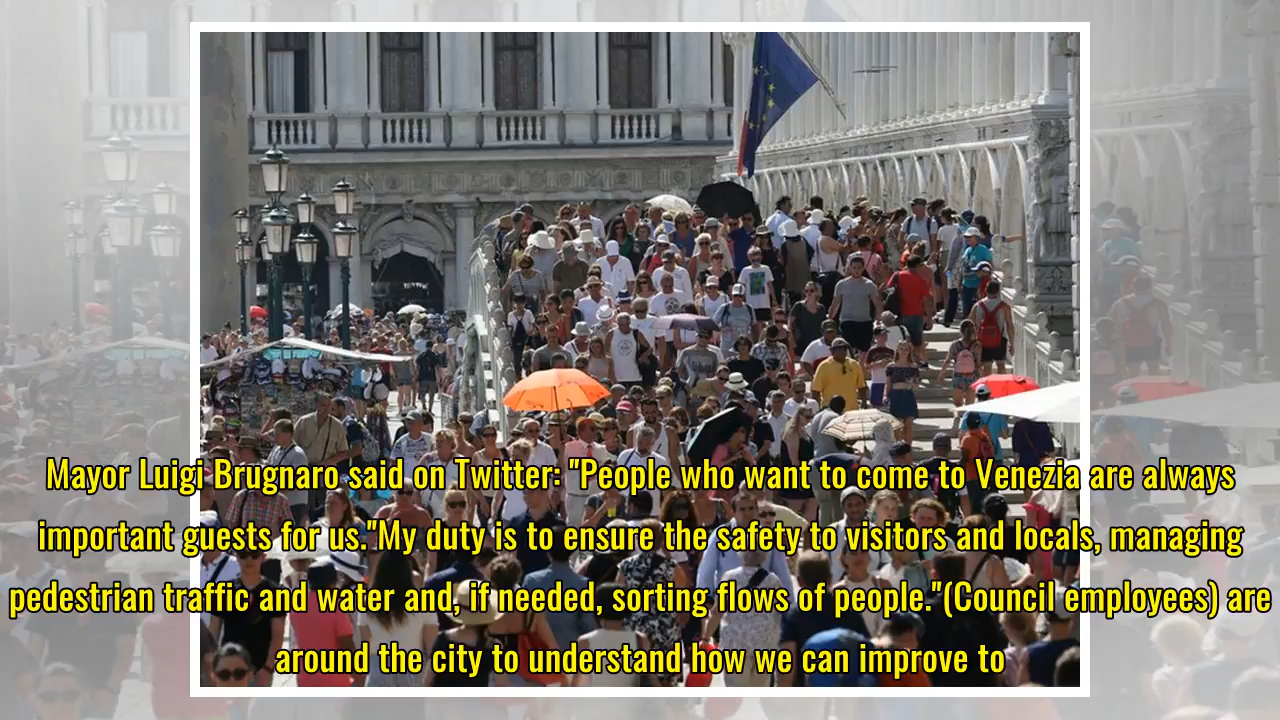 Mayor Luigi Brugnaro said on Twitter: "People who want to come to Venezia are always
important guests for us."My duty is to ensure the safety to visitors and locals, managing
pedestrian traffic and water and, if needed, sorting flows of people."(Council employees) are
around the city to understand how we can improve to